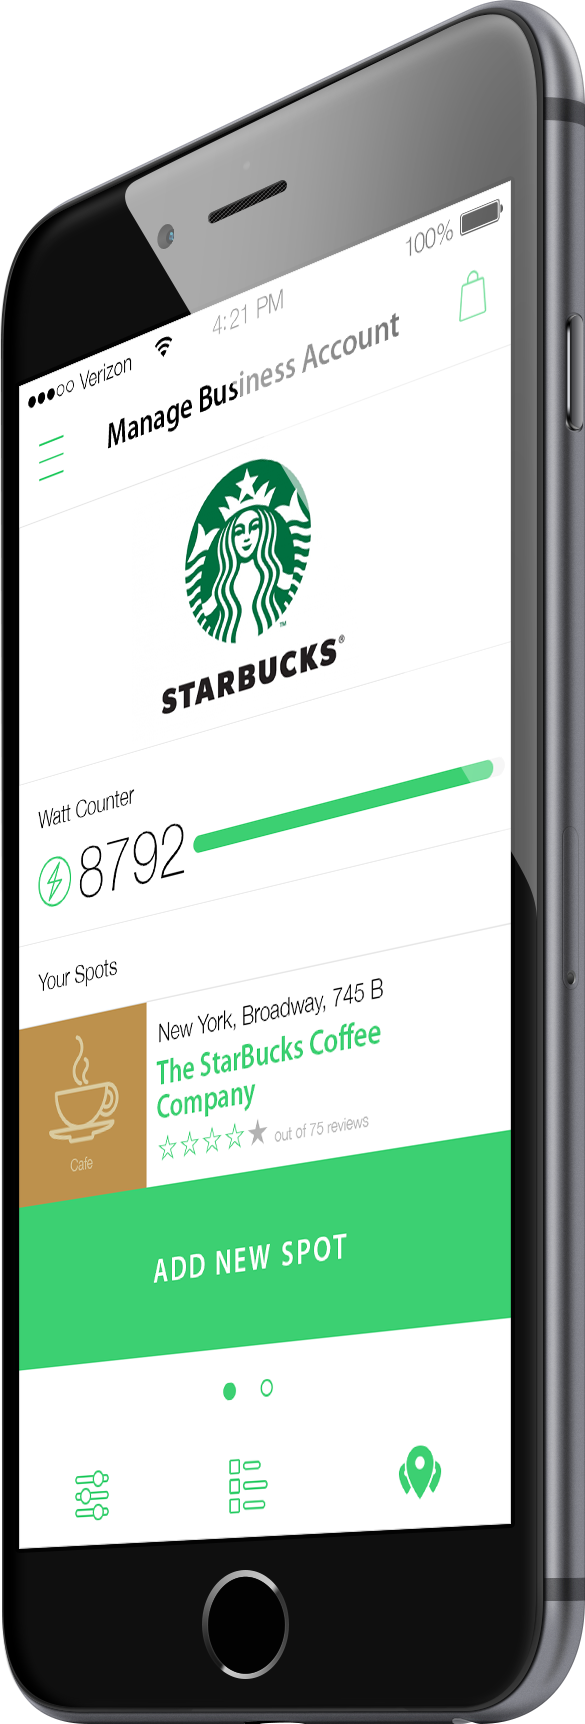 Verizon 4:21 PM 100%
Manage Business Account
™
STARBUCKS®
Watt Counter
8792
Your Spots
New York, Broadway, 745 B
The StarBucks Coffee
Company
out of 75 reviews
Cafe
ADD NEW SPOT